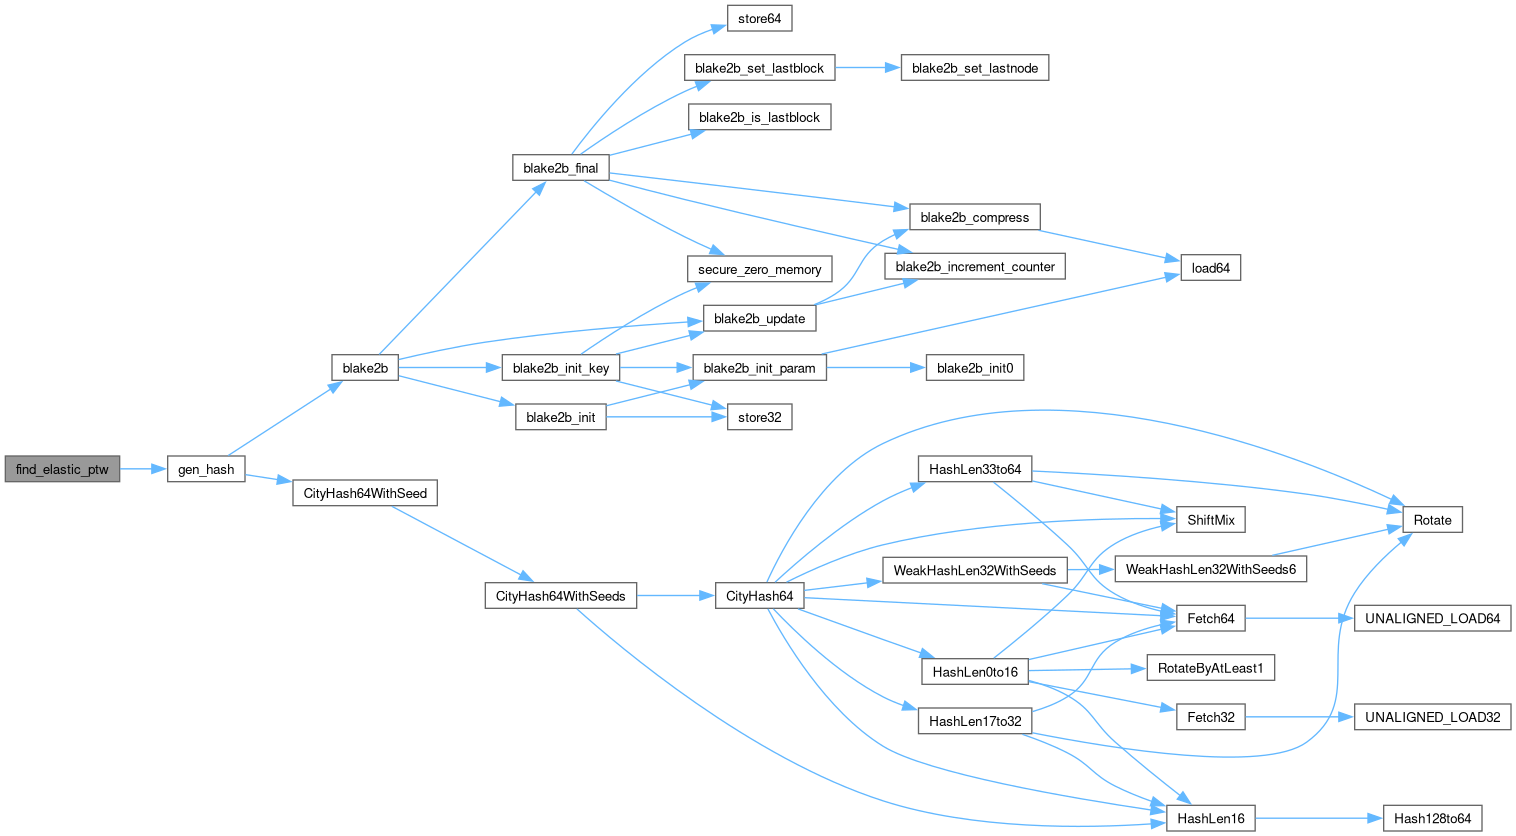 store64
blake2b_set_lastblock
blake2b_set_lastnode
blake2b_is_lastblock
blake2b_final
blake2b_compress
secure_zero_memory
blake2b_increment_counter
load64
blake2b_update
blake2b
blake2b_init_key
blake2b_init_param
blake2b_init0
blake2b_init
store32
find_elastic_ptw
gen_hash
HashLen33to64
CityHash64WithSeed
ShiftMix
Rotate
WeakHashLen32WithSeeds
WeakHashLen32WithSeeds6
CityHash64WithSeeds
CityHash64
Fetch64
UNALIGNED_LOAD64
HashLen0to16
RotateByAtLeast1
HashLen17to32
Fetch32
UNALIGNED_LOAD32
HashLen16
Hash128to64